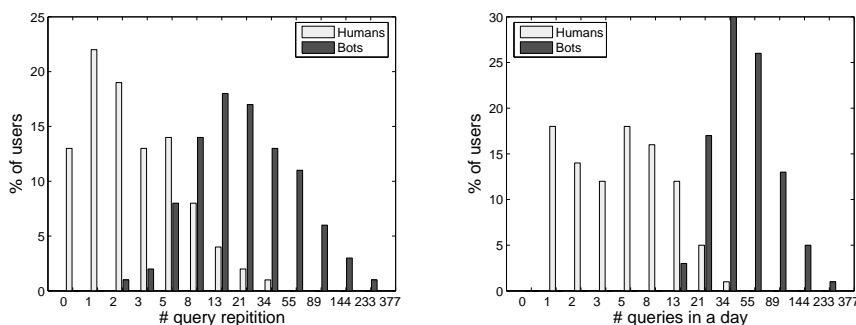 25
20
15
10
5
0
% of users
Humans
Bots
0 1 2 3 5 8 13 21 34 55 89 144 233 377
# query repitition
30
25
20
15
10
5
0
% of users
Humans
Bots
0 1 2 3 5 8 13 21 34 55 89 144 233 377
# queries in a day